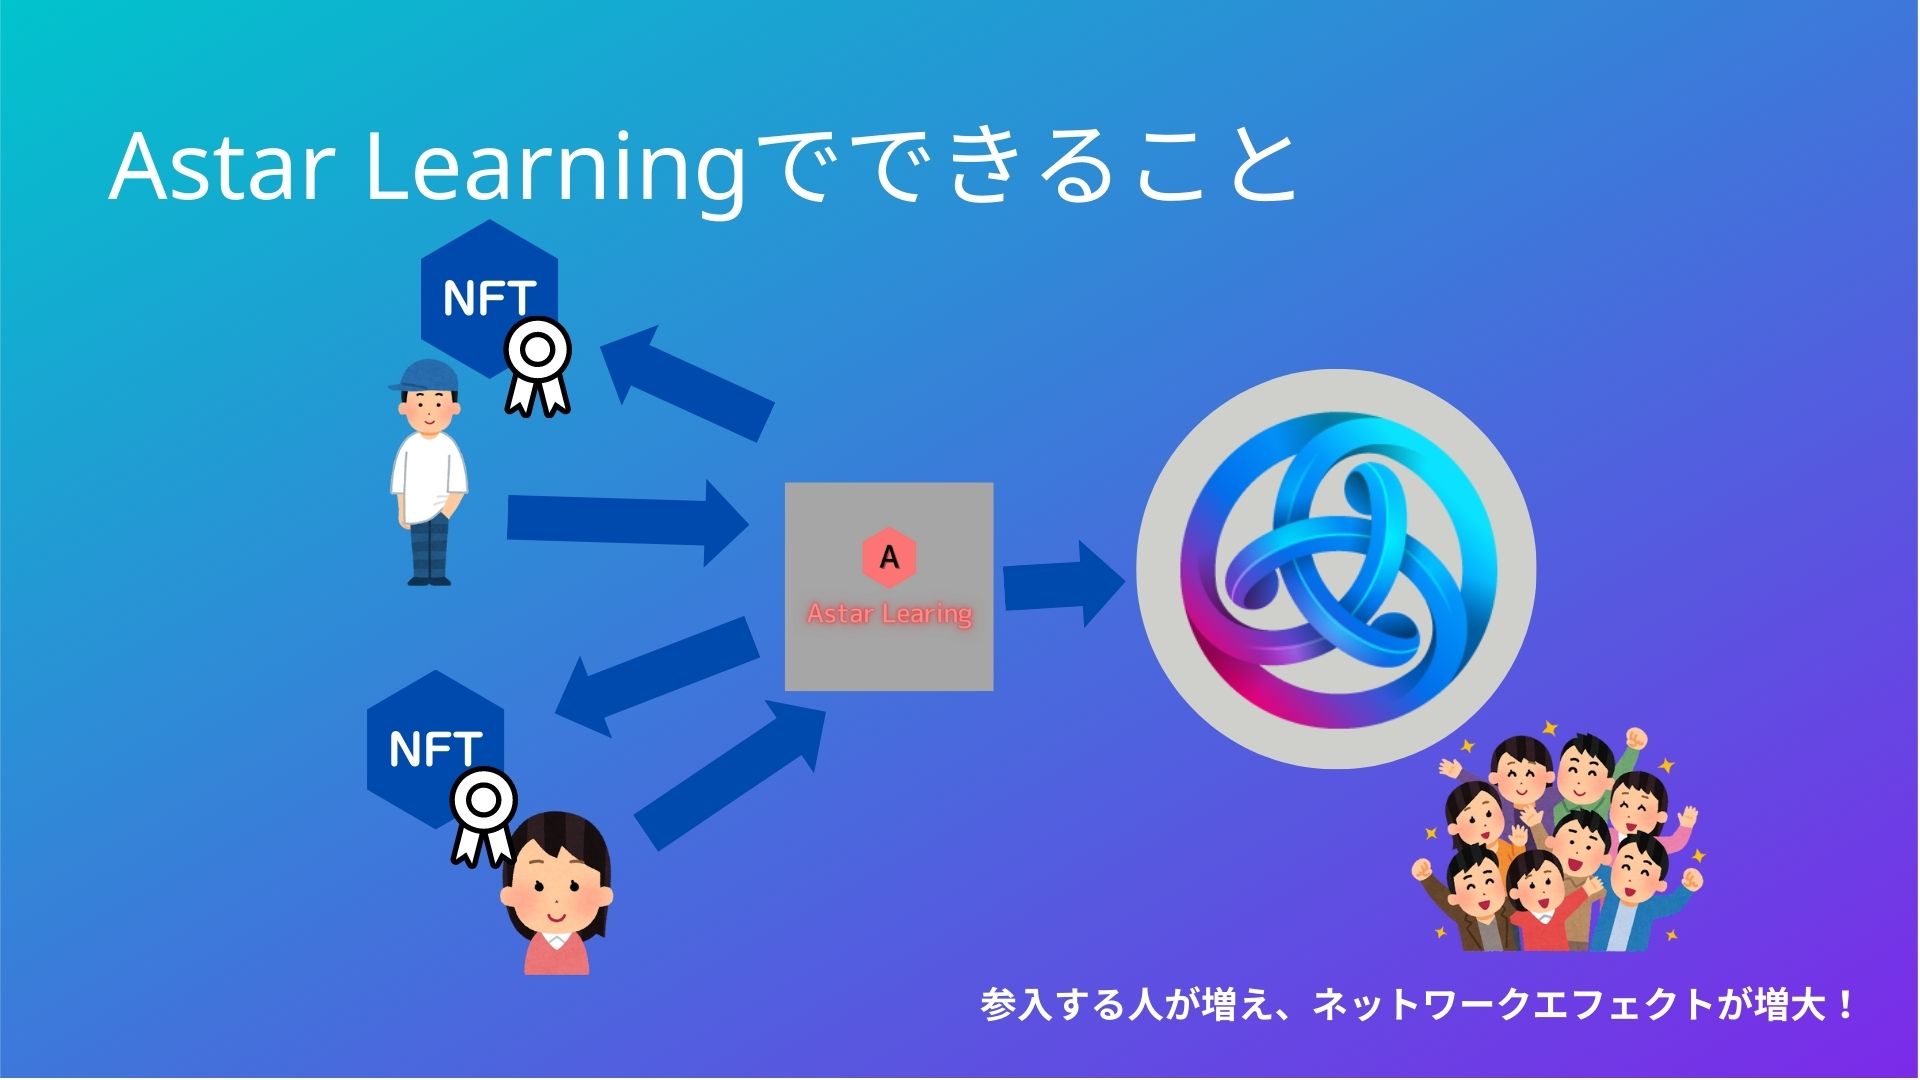 Astar Learningでできること
NFT
A
Astar Learing
NFT
参入する人が増え、ネットワークエフェクトが増大！